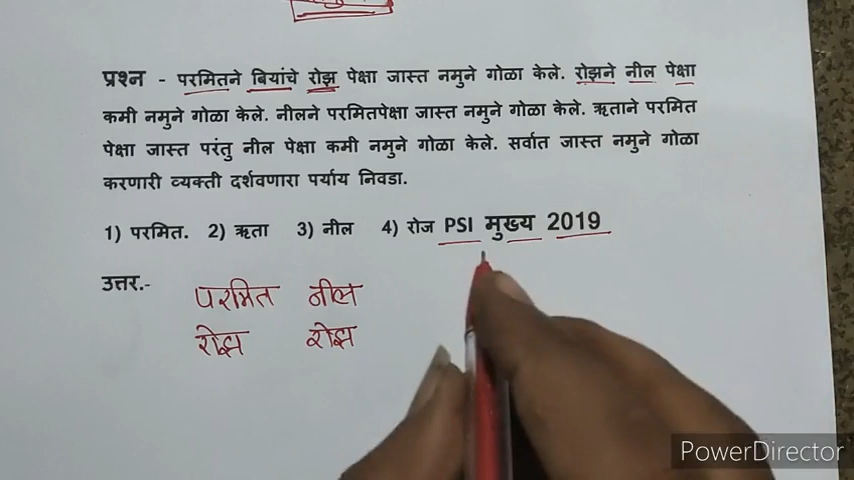 प्रश्न - परमितने बियांचे रोझ पेक्षा जास्त नमुने गोळा केले. रोझने नील पेक्षा
कमी नमुने गोळा केले. नीलने परमितपेक्षा जास्त नमुने गोळा केले. ऋताने परमित
पेक्षा जास्त परंतु नील पेक्षा कमी नमुने गोळा केले. सर्वात जास्त नमुने गोळा
करणारी व्यक्ती दर्शवणारा पर्याय निवडा.
1) परमित. 2) ऋता 3) नील 4) रोज PSI मुख्य 2019
उत्तर.-
परमित नील
रोझ रोझ
PowerDirector